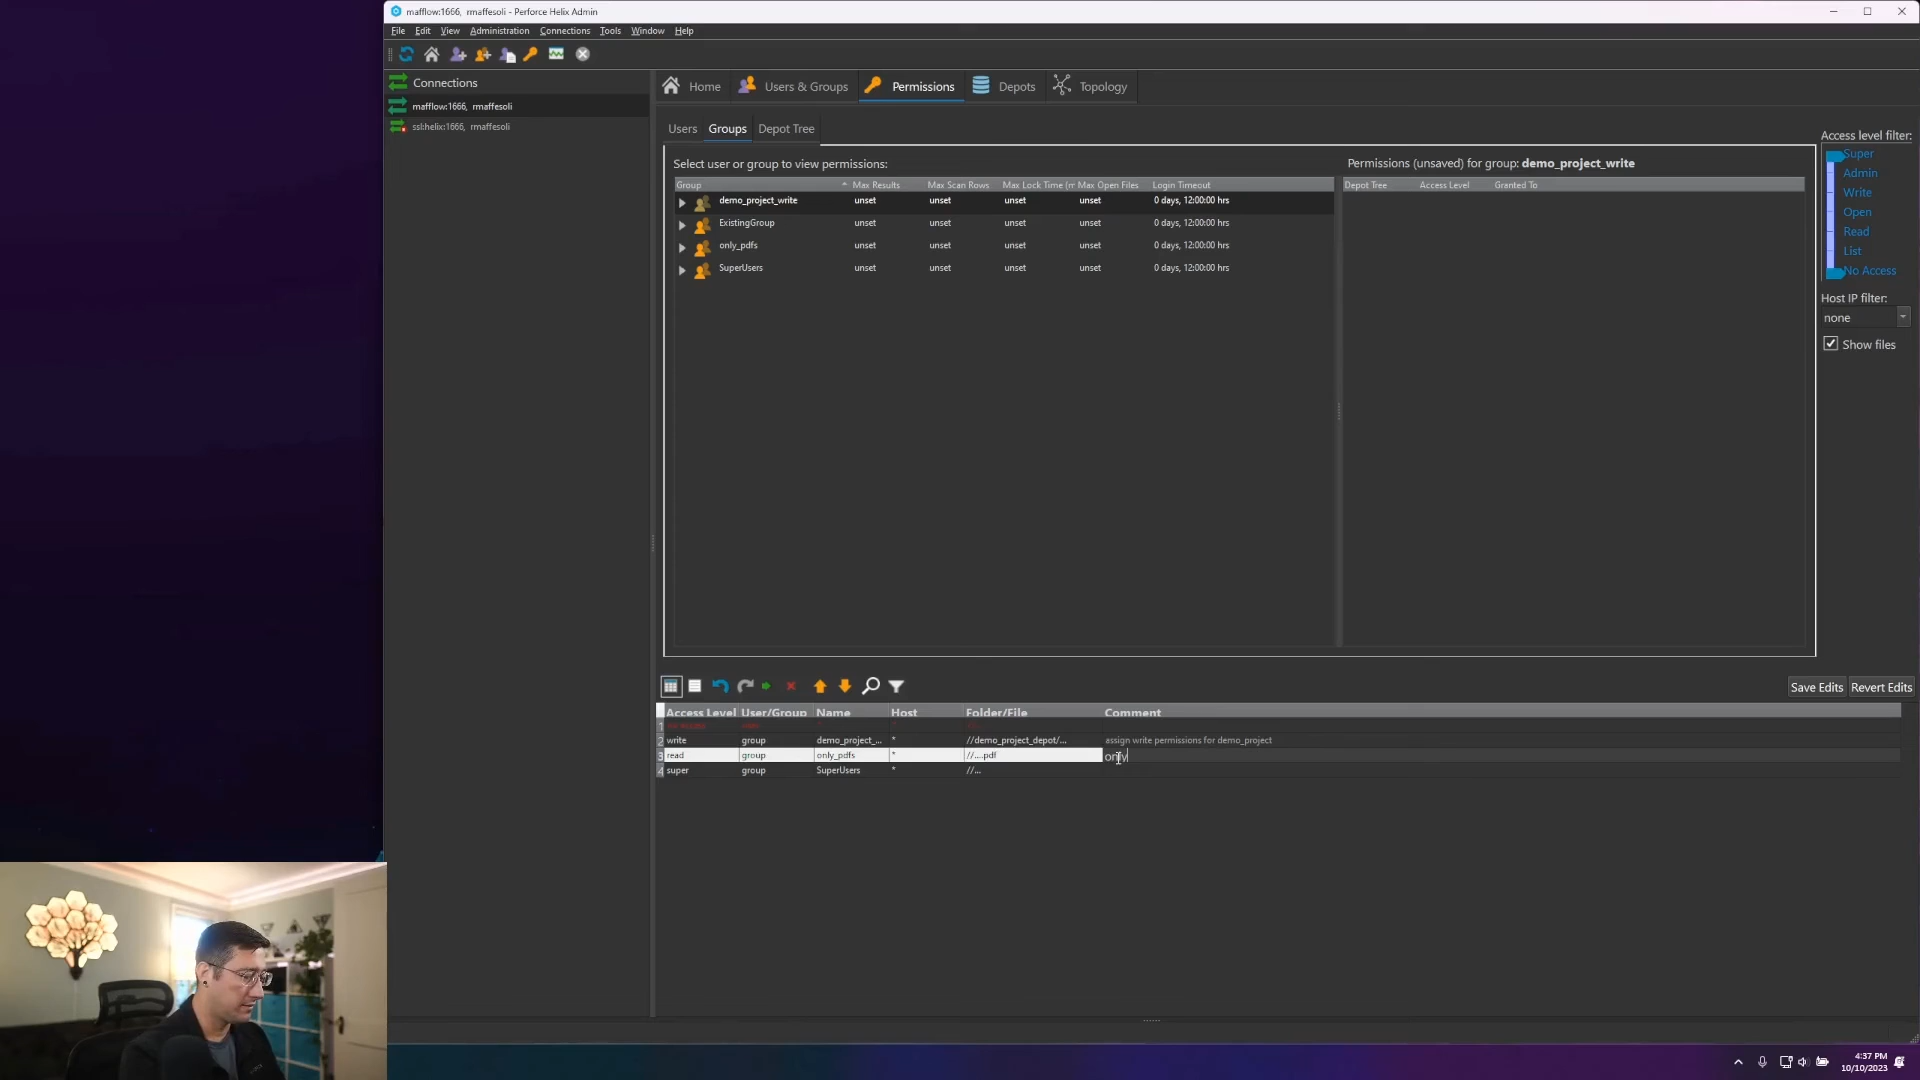 mafflow:1666, rmaffesoli - Perforce Helix Admin
File Edit View Administration Connections Tools Window Help
Connections
mafflow:1666, rmaffesoli
ssl:helix:1666, rmaffesoli
Home Users & Groups Permissions Depots Topology
Users Groups Depot Tree
Select user or group to view permissions:
Group Max Results Max Scan Rows Max Lock Time (m Max Open Files Login Timeout
demo_project_write unset unset unset unset 0 days, 12:00:00 hrs
ExistingGroup unset unset unset unset 0 days, 12:00:00 hrs
only_pdfs unset unset unset unset 0 days, 12:00:00 hrs
SuperUsers unset unset unset unset 0 days, 12:00:00 hrs
Permissions (unsaved) for group: demo_project_write
Depot Tree Access Level Granted To
Access level filter:
Super
Admin
Write
Open
Read
List
No Access
Host IP filter:
none
Show files
Save Edits Revert Edits
Access Level User/Group Name Host Folder/File Comment
1
2 write group demo_project_... * //demo_project_depot/... assign write permissions for demo_project
3 read group only_pdfs * //....pdf only
4 super group SuperUsers * //...
4:37 PM
10/10/2023